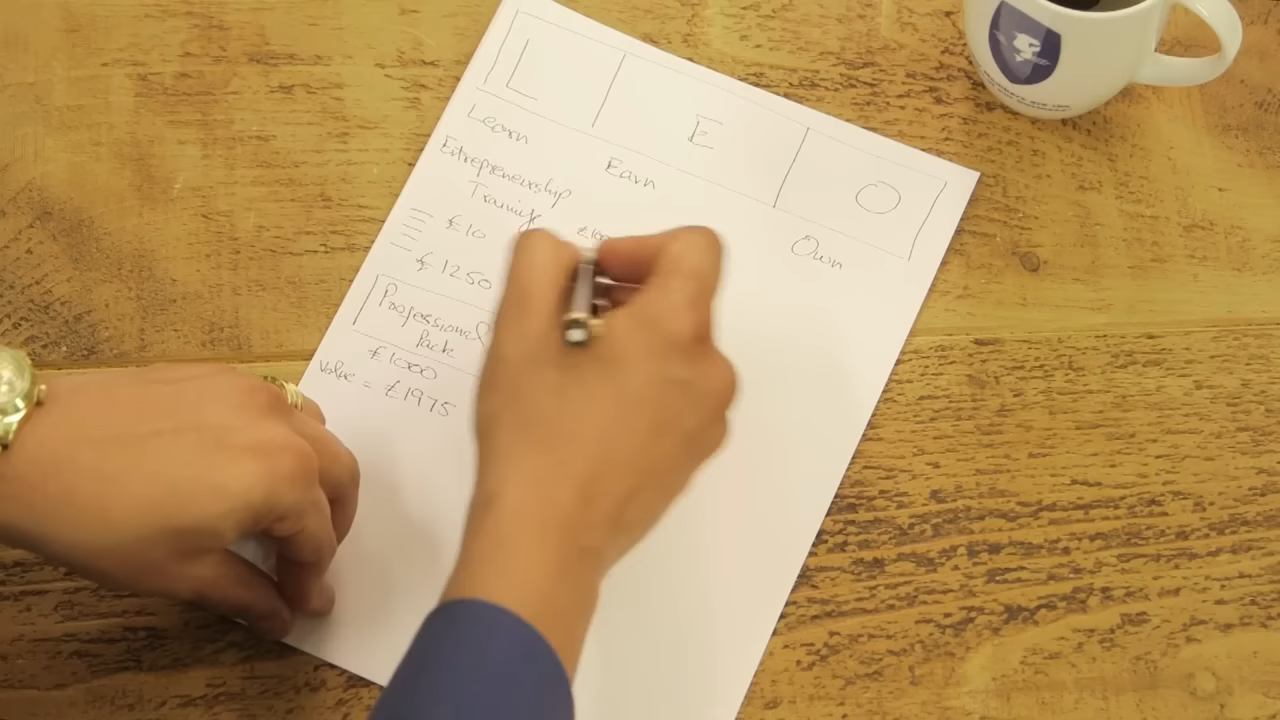 L E O
Learn Earn Own
Entrepreneurship
Training
£10
£1250
Professional
Pack
£1000
Value = £1975